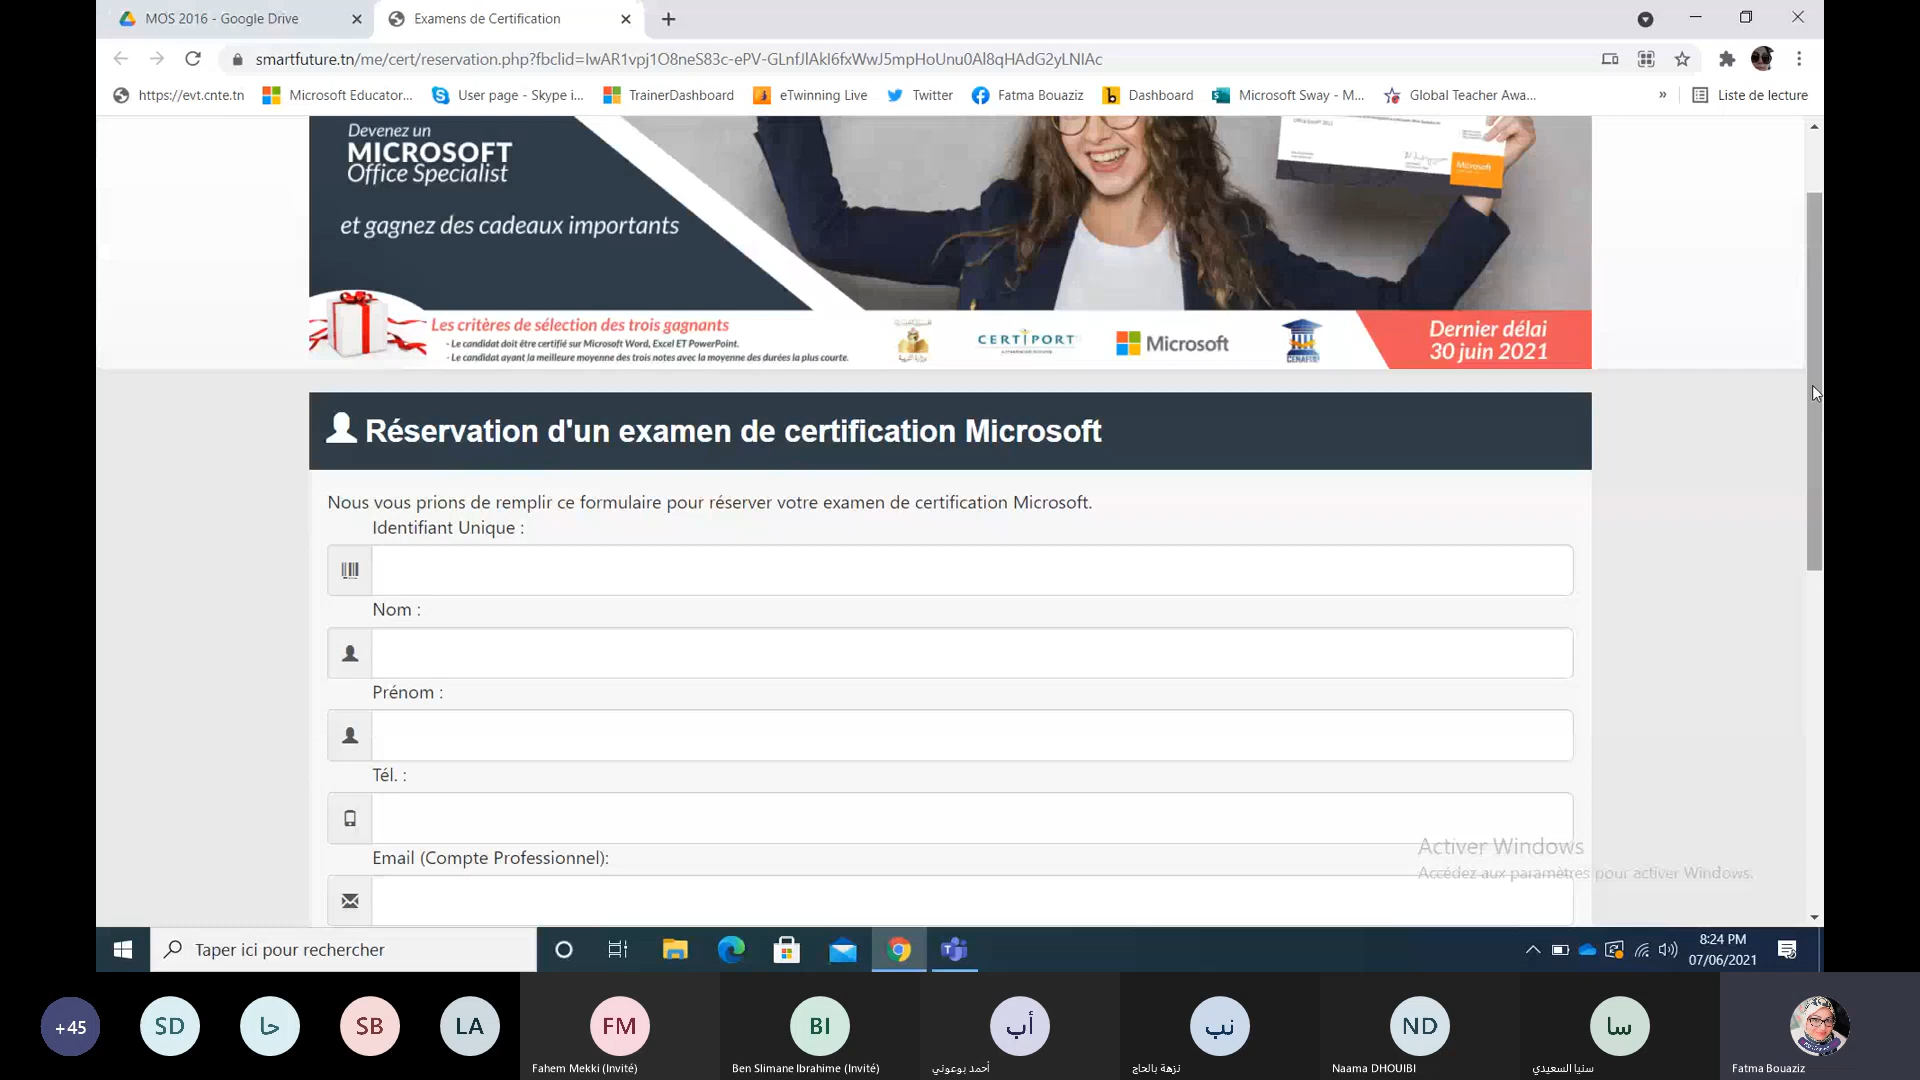 MOS 2016 - Google Drive
Examens de Certification
smartfuture.tn/me/cert/reservation.php?fbclid=IwAR1vpj1O8neS83c-ePV-GLnfJlAkI6fxWwJ5mpHoUnu0Al8qHAdG2yLNIAc
https://evt.cnte.tn
Microsoft Educator...
User page - Skype i...
TrainerDashboard
eTwinning Live
Twitter
Fatma Bouaziz
Dashboard
Microsoft Sway - M...
Global Teacher Awa...
»
Liste de lecture
Devenez un
MICROSOFT
Office Specialist
et gagnez des cadeaux importants
Microsoft
Les critères de sélection des trois gagnants
- Le candidat doit être certifié sur Microsoft Word, Excel ET PowerPoint.
- Le candidat ayant la meilleure moyenne des trois notes avec la moyenne des durées la plus courte.
CERTIPORT
Microsoft
CENAFFIF
Dernier délai
30 juin 2021
Réservation d'un examen de certification Microsoft
Nous vous prions de remplir ce formulaire pour réserver votre examen de certification Microsoft.
Identifiant Unique :
Nom :
Prénom :
Tél. :
Email (Compte Professionnel):
Activer Windows
Accédez aux paramètres pour activer Windows.
Taper ici pour rechercher
8:24 PM
07/06/2021
+45
SD
حا
SB
LA
FM
BI
أب
نب
ND
سا
Fahem Mekki (Invité)
Ben Slimane Ibrahime (Invité)
أحمد بوعوني
نزهة بالحاج
Naama DHOUIBI
سنيا السعيدي
Fatma Bouaziz